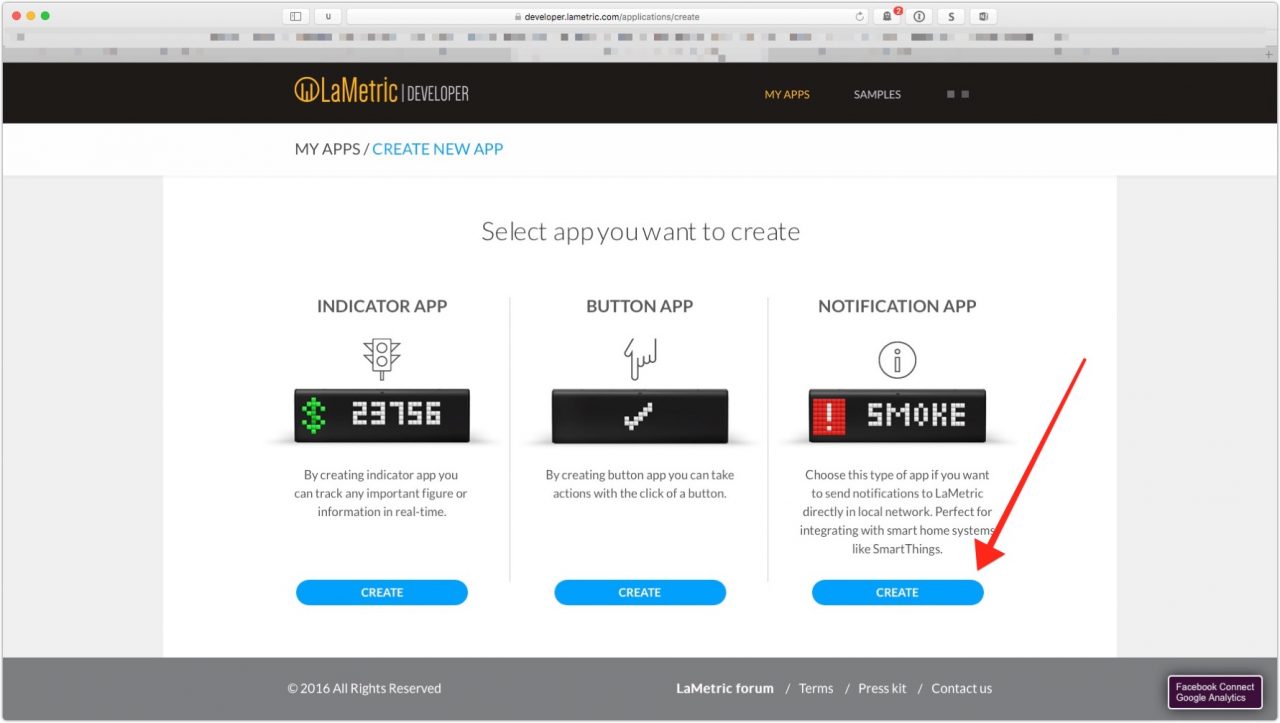 u
developer.lametric.com/applications/create
2
S
LaMetric | DEVELOPER
MY APPS
SAMPLES
MY APPS / CREATE NEW APP
Select app you want to create
INDICATOR APP
23756
By creating indicator app you
can track any important figure or
information in real-time.
CREATE
BUTTON APP
By creating button app you can take
actions with the click of a button.
CREATE
NOTIFICATION APP
! SMOKE
Choose this type of app if you want
to send notifications to LaMetric
directly in local network. Perfect for
integrating with smart home systems
like SmartThings.
CREATE
© 2016 All Rights Reserved
LaMetric forum / Terms / Press kit / Contact us
Facebook Connect
Google Analytics